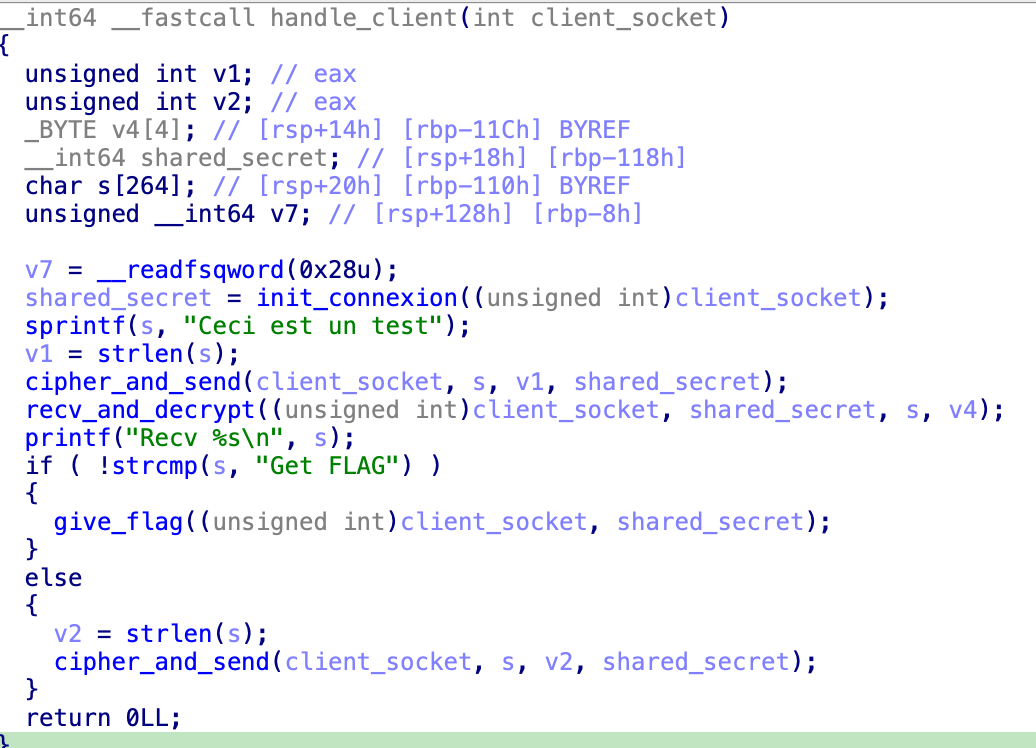 __int64 __fastcall handle_client(int client_socket)
{
  unsigned int v1; // eax
  unsigned int v2; // eax
  _BYTE v4[4]; // [rsp+14h] [rbp-11Ch] BYREF
  __int64 shared_secret; // [rsp+18h] [rbp-118h]
  char s[264]; // [rsp+20h] [rbp-110h] BYREF
  unsigned __int64 v7; // [rsp+128h] [rbp-8h]

  v7 = __readfsqword(0x28u);
  shared_secret = init_connexion((unsigned int)client_socket);
  sprintf(s, "Ceci est un test");
  v1 = strlen(s);
  cipher_and_send(client_socket, s, v1, shared_secret);
  recv_and_decrypt((unsigned int)client_socket, shared_secret, s, v4);
  printf("Recv %s\n", s);
  if ( !strcmp(s, "Get FLAG") )
  {
    give_flag((unsigned int)client_socket, shared_secret);
  }
  else
  {
    v2 = strlen(s);
    cipher_and_send(client_socket, s, v2, shared_secret);
  }
  return 0LL;
}